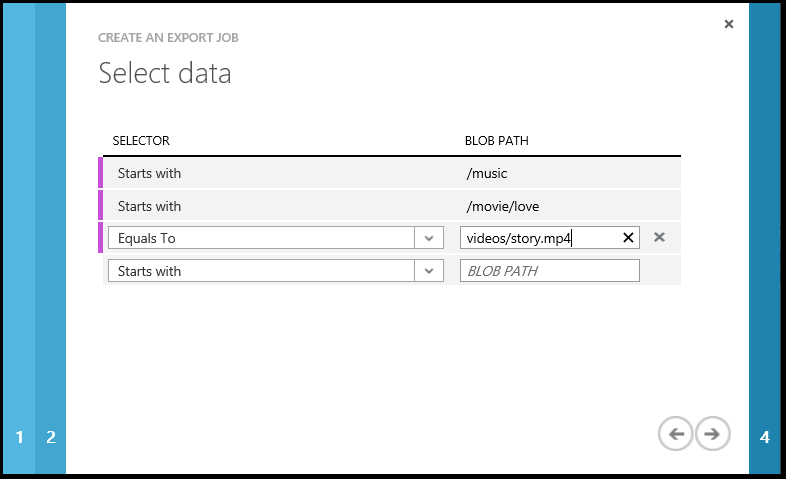 CREATE AN EXPORT JOB
Select data
SELECTOR BLOB PATH
Starts with /music
Starts with /movie/love
Equals To videos/story.mp4
Starts with BLOB PATH
1 2 4